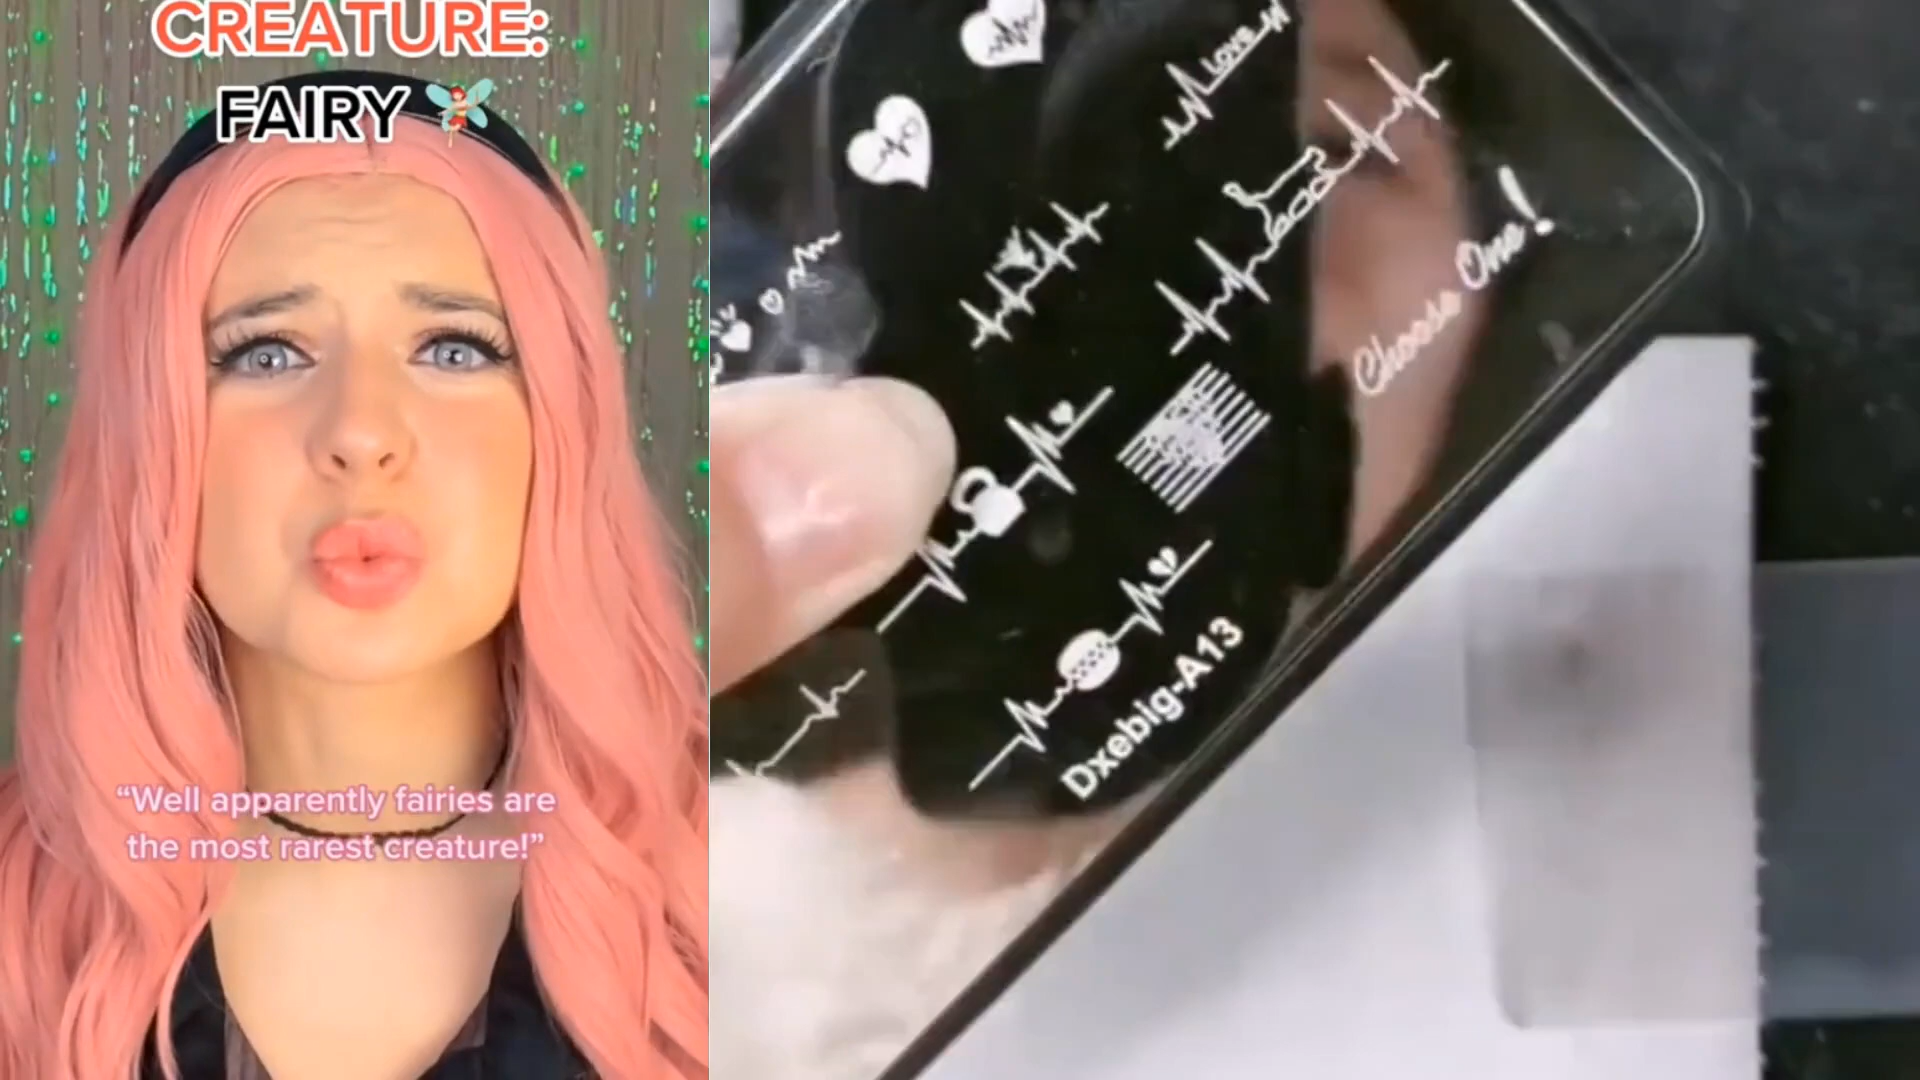 CREATURE:
FAIRY
“Well apparently fairies are
the most rarest creature!”
Love
Choose One!
Dxebig-A13